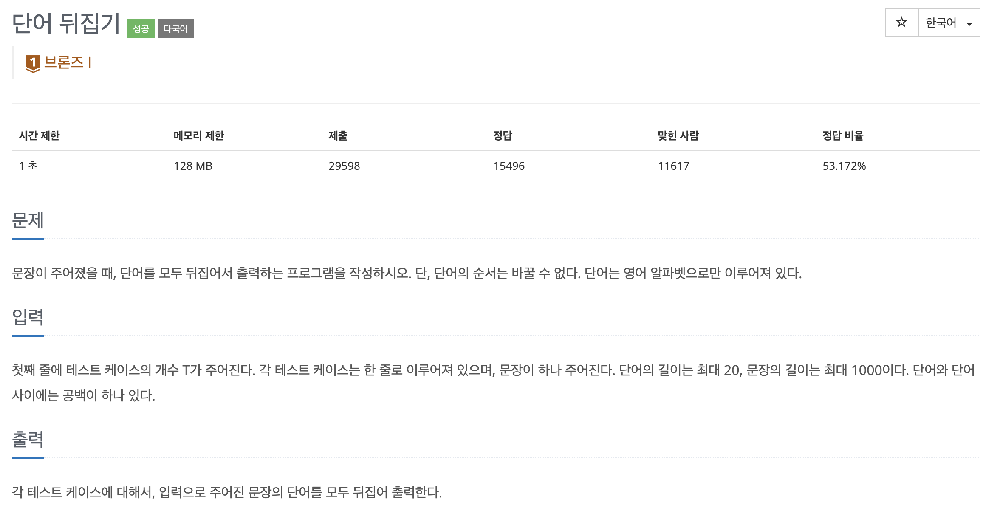 단어 뒤집기 성공 다국어
☆ 한국어
1 브론즈 I
시간 제한 메모리 제한 제출 정답 맞힌 사람 정답 비율
1 초 128 MB 29598 15496 11617 53.172%
문제
문장이 주어졌을 때, 단어를 모두 뒤집어서 출력하는 프로그램을 작성하시오. 단, 단어의 순서는 바꿀 수 없다. 단어는 영어 알파벳으로만 이루어져 있다.
입력
첫째 줄에 테스트 케이스의 개수 T가 주어진다. 각 테스트 케이스는 한 줄로 이루어져 있으며, 문장이 하나 주어진다. 단어의 길이는 최대 20, 문장의 길이는 최대 1000이다. 단어와 단어
사이에는 공백이 하나 있다.
출력
각 테스트 케이스에 대해서, 입력으로 주어진 문장의 단어를 모두 뒤집어 출력한다.